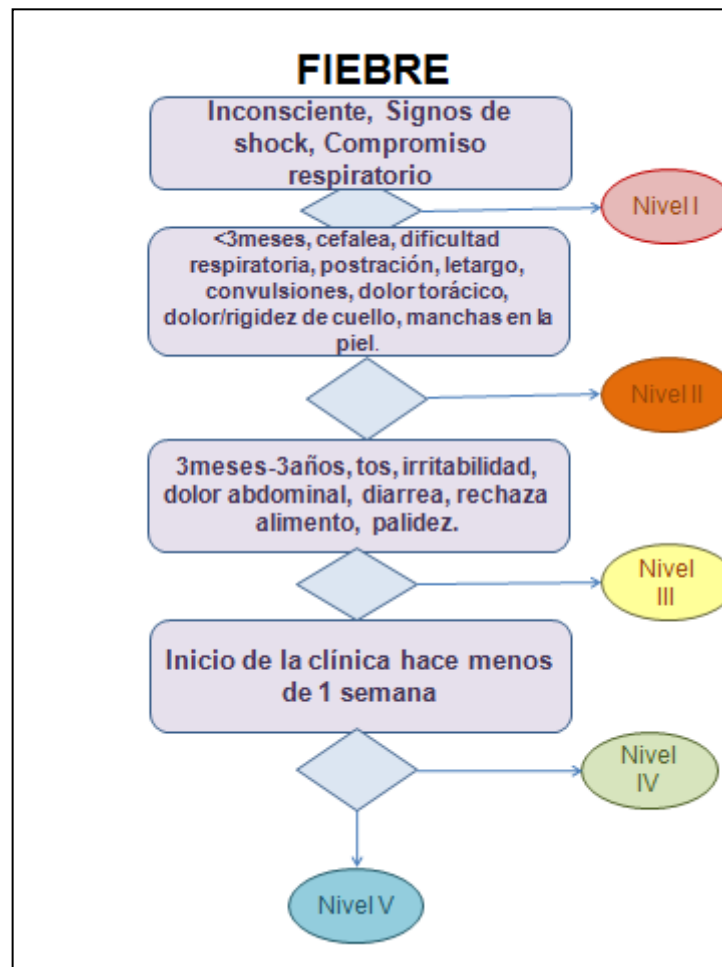 FIEBRE
Inconsciente, Signos de
shock, Compromiso
respiratorio
Nivel I
<3meses, cefalea, dificultad
respiratoria, postración, letargo,
convulsiones, dolor torácico,
dolor/rigidez de cuello, manchas en la
piel.
Nivel II
3meses-3años, tos, irritabilidad,
dolor abdominal, diarrea, rechaza
alimento, palidez.
Nivel
III
Inicio de la clínica hace menos
de 1 semana
Nivel
IV
Nivel V